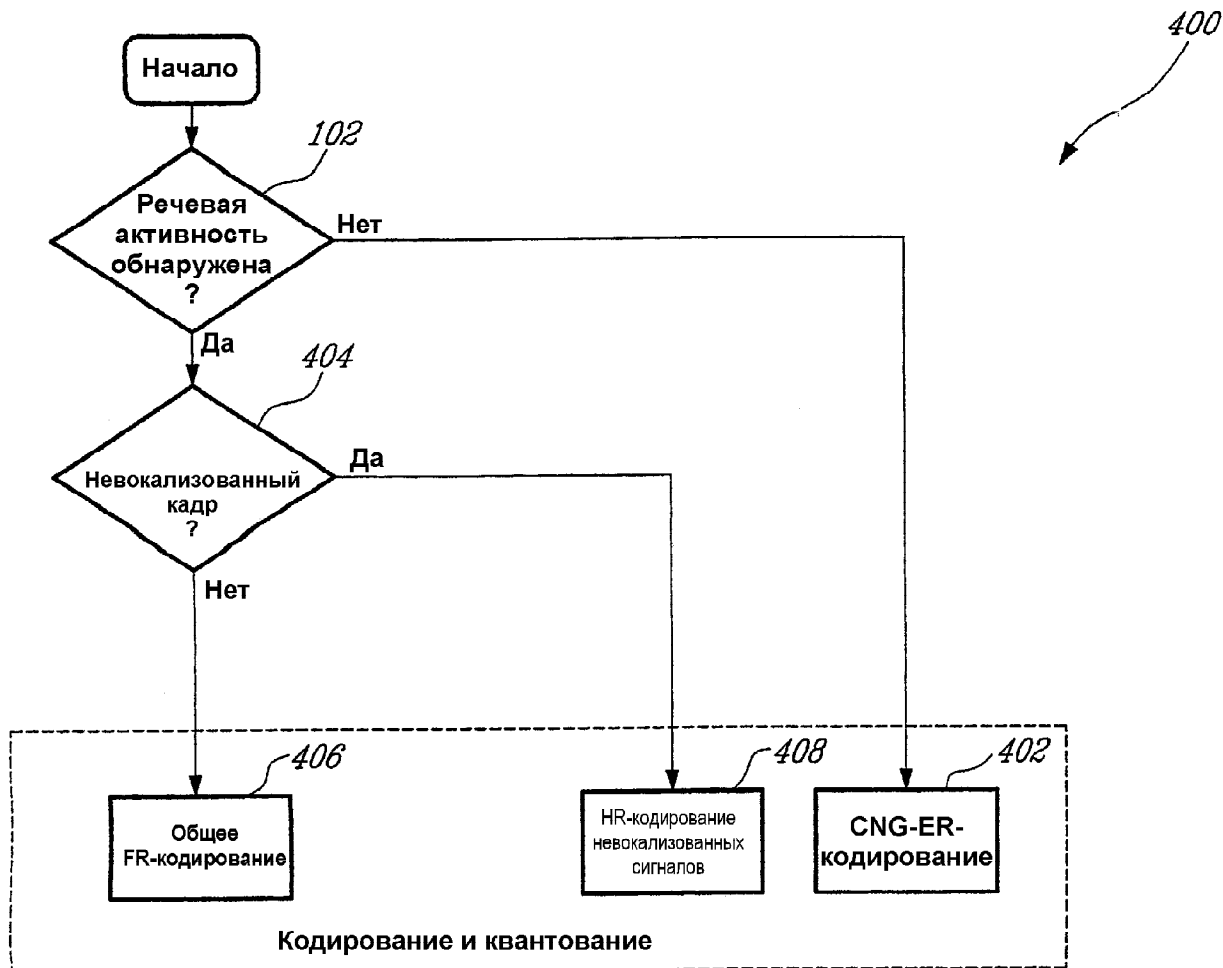 400
Начало
102
Речевая
активность
обнаружена
?
Нет
Да
404
Невокализованный
кадр
?
Да
Нет
406
Общее
FR-кодирование
408
HR-кодирование
невокализованных
сигналов
402
CNG-ER-
кодирование
Кодирование и квантование